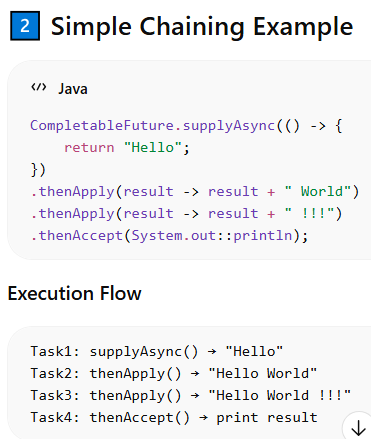 2 Simple Chaining Example
</> Java
CompletableFuture.supplyAsync(() -> {
    return "Hello";
})
.thenApply(result -> result + " World")
.thenApply(result -> result + " !!!")
.thenAccept(System.out::println);
Execution Flow
Task1: supplyAsync() → "Hello"
Task2: thenApply() → "Hello World"
Task3: thenApply() → "Hello World !!!"
Task4: thenAccept() → print result